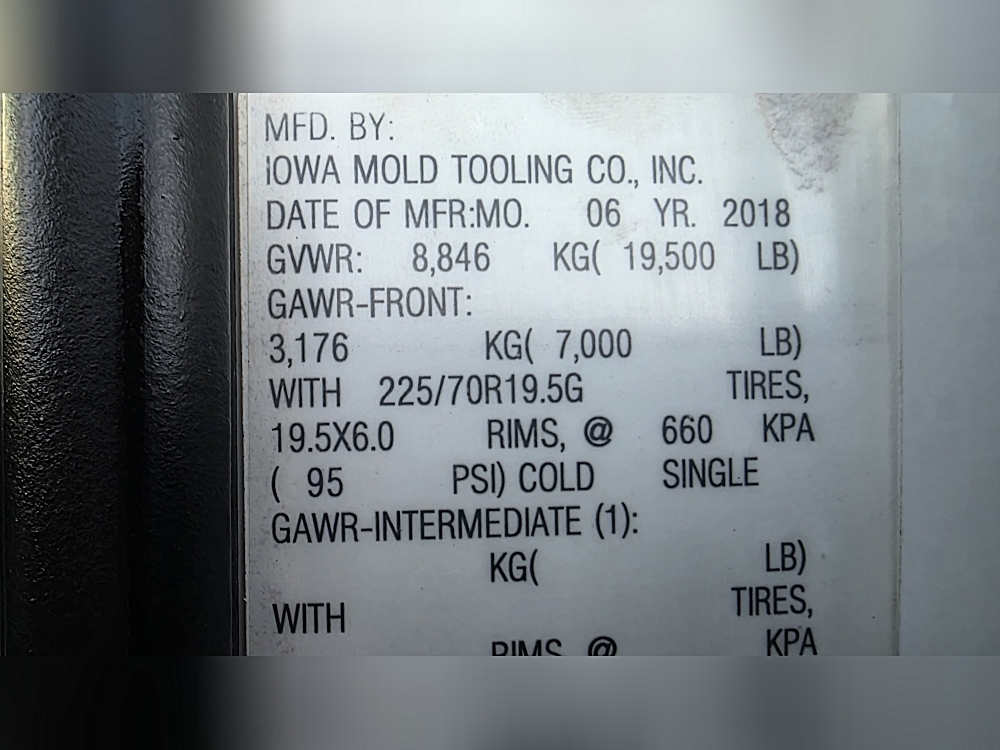 MFD. BY:
IOWA MOLD TOOLING CO., INC.
DATE OF MFR:MO. 06 YR. 2018
GVWR: 8,846 KG( 19,500 LB)
GAWR-FRONT:
3,176 KG( 7,000 LB)
WITH 225/70R19.5G TIRES,
19.5X6.0 RIMS, @ 660 KPA
( 95 PSI) COLD SINGLE
GAWR-INTERMEDIATE (1):
KG( LB)
WITH TIRES,
RIMS @ KPA